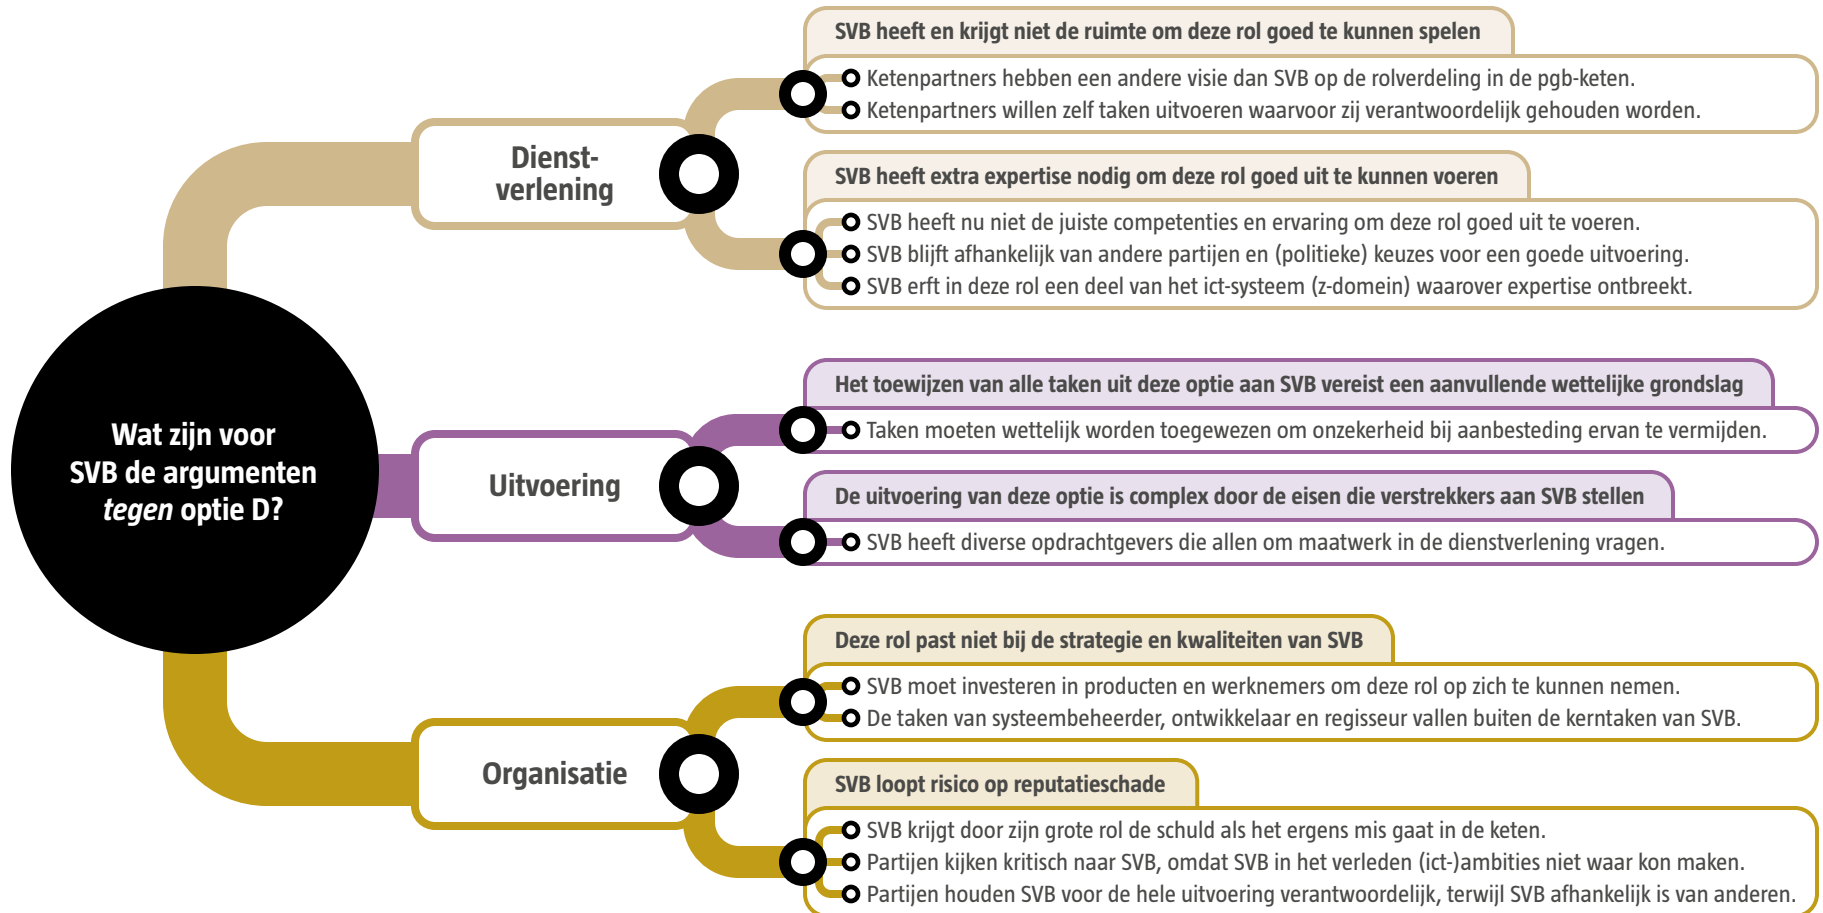 Wat zijn voor
SVB de argumenten
tegen optie D?
Dienst-
verlening
SVB heeft en krijgt niet de ruimte om deze rol goed te kunnen spelen
Ketenpartners hebben een andere visie dan SVB op de rolverdeling in de pgb-keten.
Ketenpartners willen zelf taken uitvoeren waarvoor zij verantwoordelijk gehouden worden.
SVB heeft extra expertise nodig om deze rol goed uit te kunnen voeren
SVB heeft nu niet de juiste competenties en ervaring om deze rol goed uit te voeren.
SVB blijft afhankelijk van andere partijen en (politieke) keuzes voor een goede uitvoering.
SVB erft in deze rol een deel van het ict-systeem (z-domein) waarover expertise ontbreekt.
Uitvoering
Het toewijzen van alle taken uit deze optie aan SVB vereist een aanvullende wettelijke grondslag
Taken moeten wettelijk worden toegewezen om onzekerheid bij aanbesteding ervan te vermijden.
De uitvoering van deze optie is complex door de eisen die verstrekkers aan SVB stellen
SVB heeft diverse opdrachtgevers die allen om maatwerk in de dienstverlening vragen.
Organisatie
Deze rol past niet bij de strategie en kwaliteiten van SVB
SVB moet investeren in producten en werknemers om deze rol op zich te kunnen nemen.
De taken van systeembeheerder, ontwikkelaar en regisseur vallen buiten de kerntaken van SVB.
SVB loopt risico op reputatieschade
SVB krijgt door zijn grote rol de schuld als het ergens mis gaat in de keten.
Partijen kijken kritisch naar SVB, omdat SVB in het verleden (ict-)ambities niet waar kon maken.
Partijen houden SVB voor de hele uitvoering verantwoordelijk, terwijl SVB afhankelijk is van anderen.